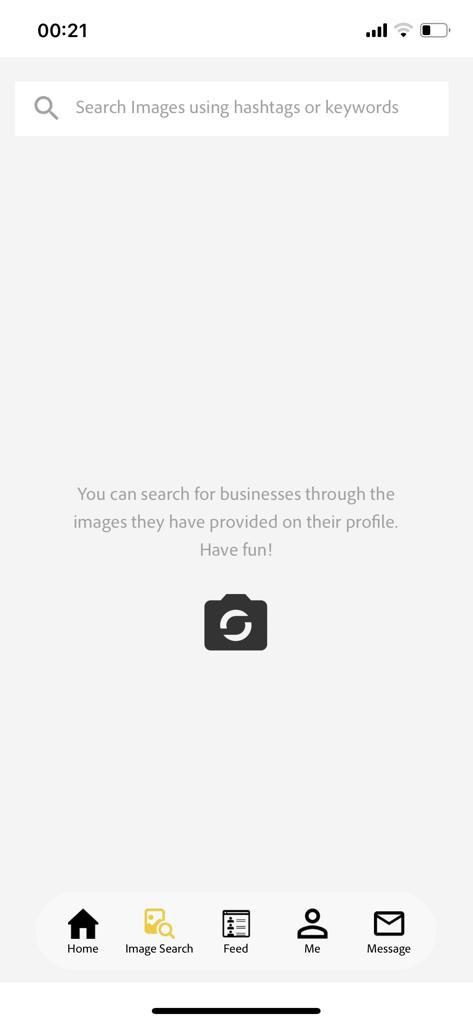 00:21
Search Images using hashtags or keywords
You can search for businesses through the
images they have provided on their profile.
Have fun!
Home
Image Search
Feed
Me
Message